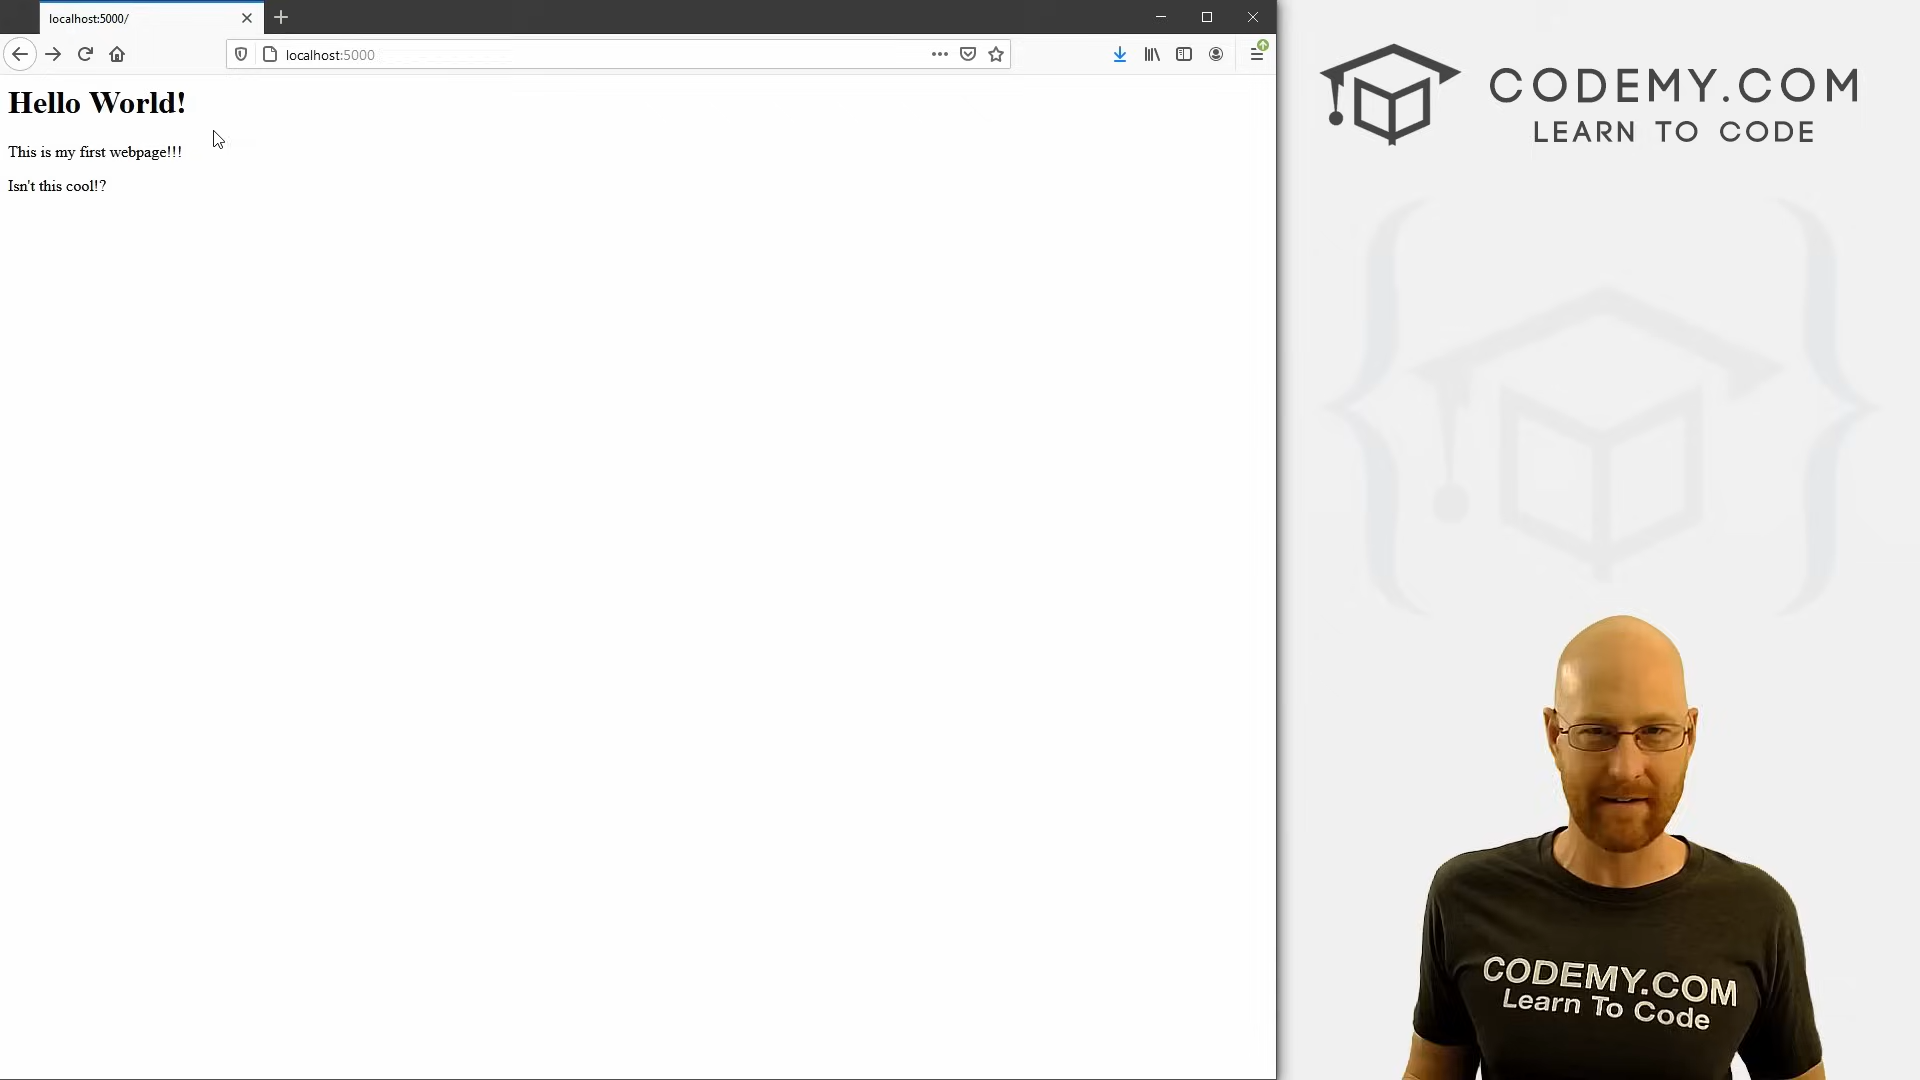 localhost:5000/
localhost:5000
Hello World!
This is my first webpage!!!
Isn't this cool!?
CODEMY.COM
LEARN TO CODE
CODEMY.COM
Learn To Code